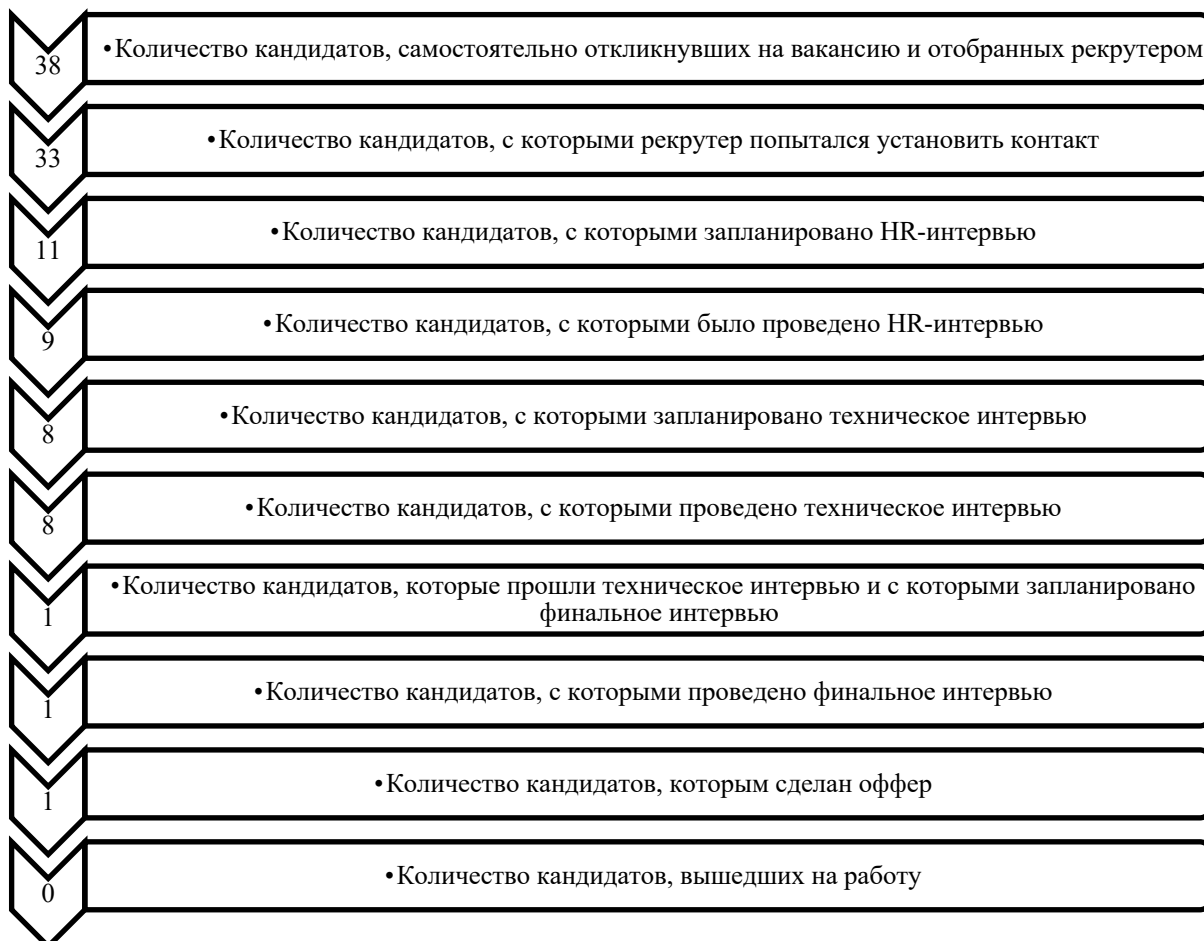 38
•Количество кандидатов, самостоятельно откликнувших на вакансию и отобранных рекрутером
33
•Количество кандидатов, с которыми рекрутер попытался установить контакт
11
•Количество кандидатов, с которыми запланировано HR-интервью
9
•Количество кандидатов, с которыми было проведено HR-интервью
8
•Количество кандидатов, с которыми запланировано техническое интервью
8
•Количество кандидатов, с которыми проведено техническое интервью
1
•Количество кандидатов, которые прошли техническое интервью и с которыми запланировано
финальное интервью
1
•Количество кандидатов, с которыми проведено финальное интервью
1
•Количество кандидатов, которым сделан оффер
0
•Количество кандидатов, вышедших на работу